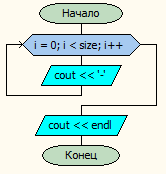 Начало
i = 0; i < size; i++
cout << '-'
cout << endl
Конец